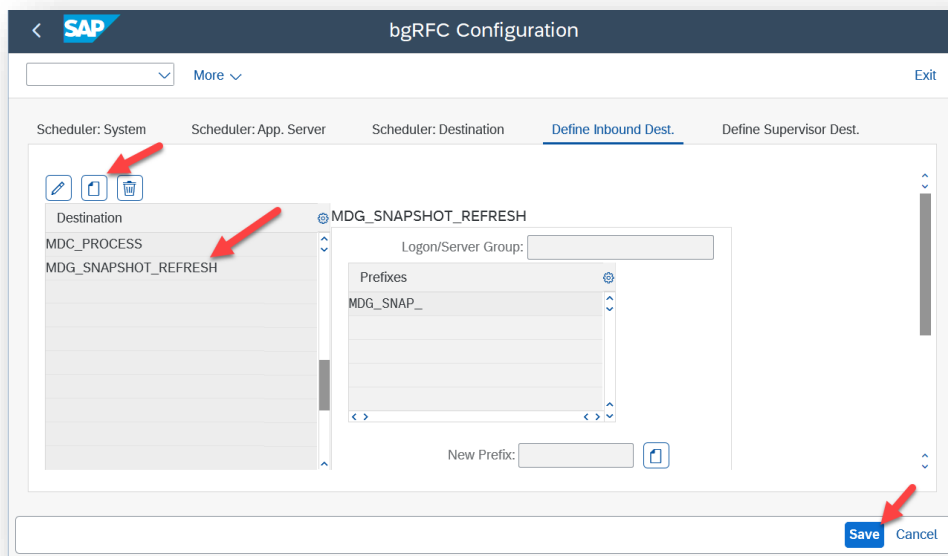 SAP
bgRFC Configuration
More
Exit
Scheduler: System
Scheduler: App. Server
Scheduler: Destination
Define Inbound Dest.
Define Supervisor Dest.
Destination
MDC_PROCESS
MDG_SNAPSHOT_REFRESH
MDG_SNAPSHOT_REFRESH
Logon/Server Group:
Prefixes
MDG_SNAP_
New Prefix:
Save
Cancel